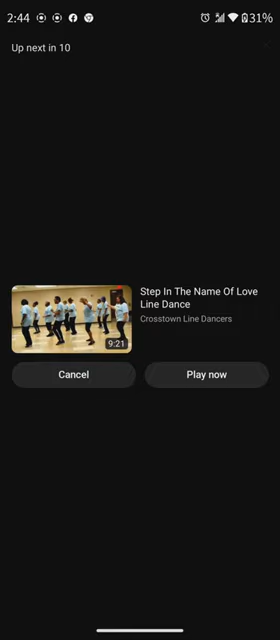 2:44
31%
Up next in 10
Step In The Name Of Love
Line Dance
Crosstown Line Dancers
9:21
Cancel
Play now